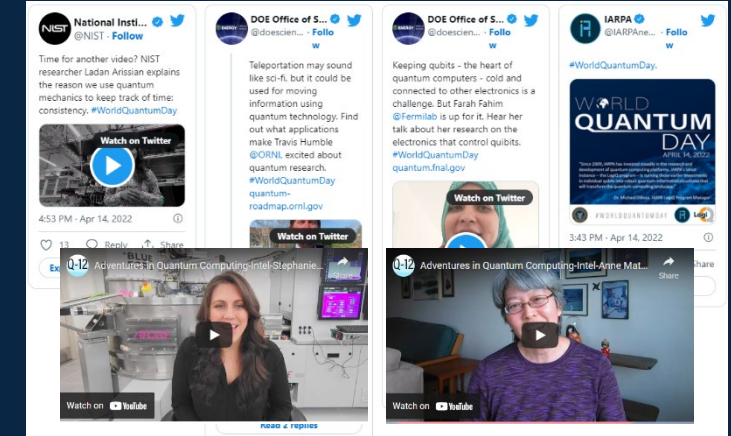 NIST
National Insti...
@NIST · Follow
Time for another video? NIST
researcher Ladan Arissian explains
the reason we use quantum
mechanics to keep track of time:
consistency. #WorldQuantumDay
Watch on Twitter
4:53 PM · Apr 14, 2022
13 Reply Share
DOE Office of S...
@doescien... · Follo
w
Teleportation may sound
like sci-fi, but it could be
used for moving
information using
quantum technology. Find
out what applications
make Travis Humble
@ORNL excited about
quantum research.
#WorldQuantumDay
quantum-
roadmap.ornl.gov
Watch on Twitter
Read 2 replies
DOE Office of S...
@doescien... · Follo
w
Keeping qubits - the heart of
quantum computers - cold and
connected to other electronics is a
challenge. But Farah Fahim
@Fermilab is up for it. Hear her
talk about her research on the
electronics that control qubits.
#WorldQuantumDay
quantum.fnal.gov
Watch on Twitter
IARPA
@IARPANe... · Follo
w
#WorldQuantumDay.
WORLD
QUANTUM
DAY
APRIL 14, 2022
#WORLDQUANTUMDAY
3:43 PM · Apr 14, 2022
Share
Q-12
Adventures in Quantum Computing-Intel-Stephanie...
Share
Watch on YouTube
Q-12
Adventures in Quantum Computing-Intel-Anne Mat...
Share
Watch on YouTube